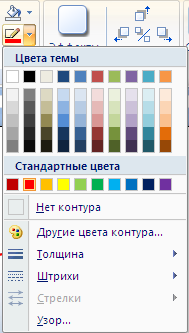 Цвета темы
Стандартные цвета
Нет контура
Другие цвета контура...
Толщина
Штрихи
Стрелки
Узор...